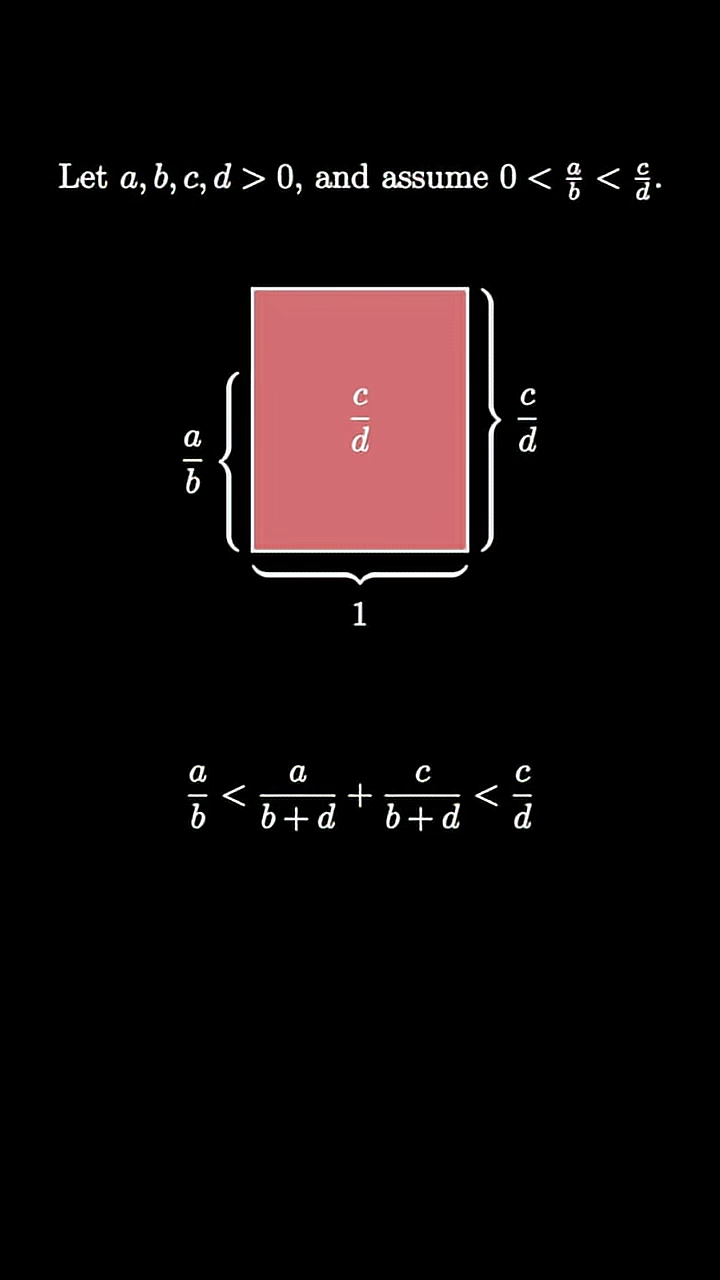 Let a, b, c, d > 0, and assume 0 < a/b < c/d.
c/d
c/d
a/b
1
a/b < a/(b+d) + c/(b+d) < c/d